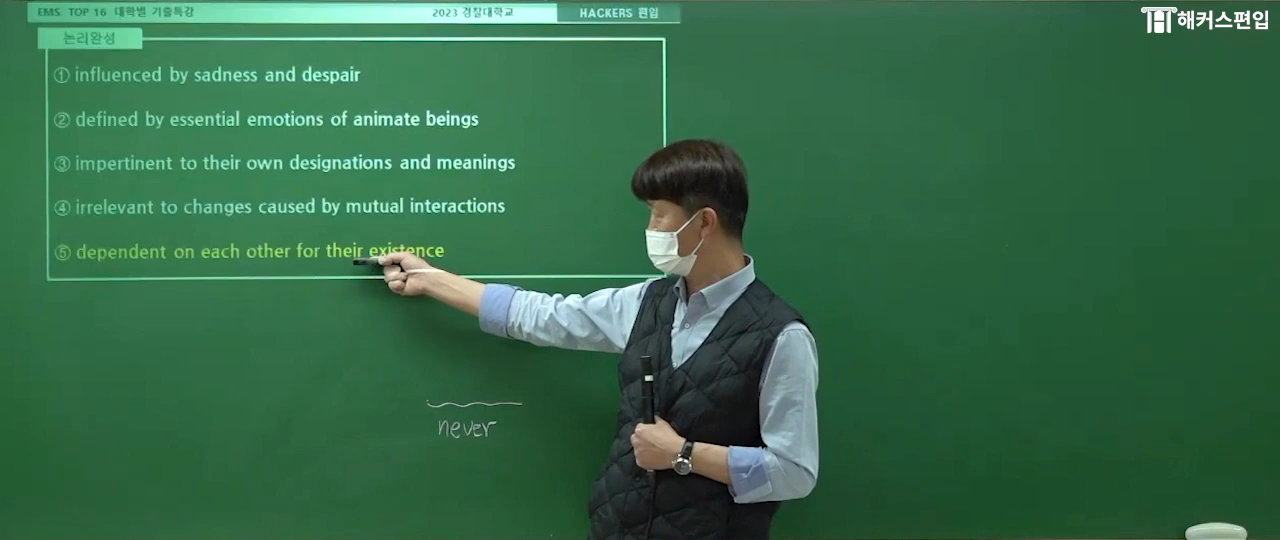 EMS TOP 16 대학별 기출특강 2023 경찰대학교 HACKERS 편입
해커스편입
논리완성
① influenced by sadness and despair
② defined by essential emotions of animate beings
③ impertinent to their own designations and meanings
④ irrelevant to changes caused by mutual interactions
⑤ dependent on each other for their existence
never